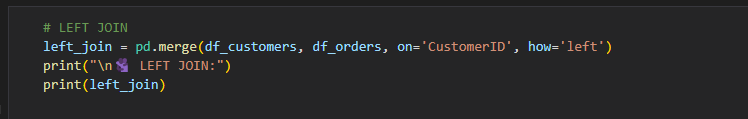 # LEFT JOIN
left_join = pd.merge(df_customers, df_orders, on='CustomerID', how='left')
print("\n LEFT JOIN:")
print(left_join)